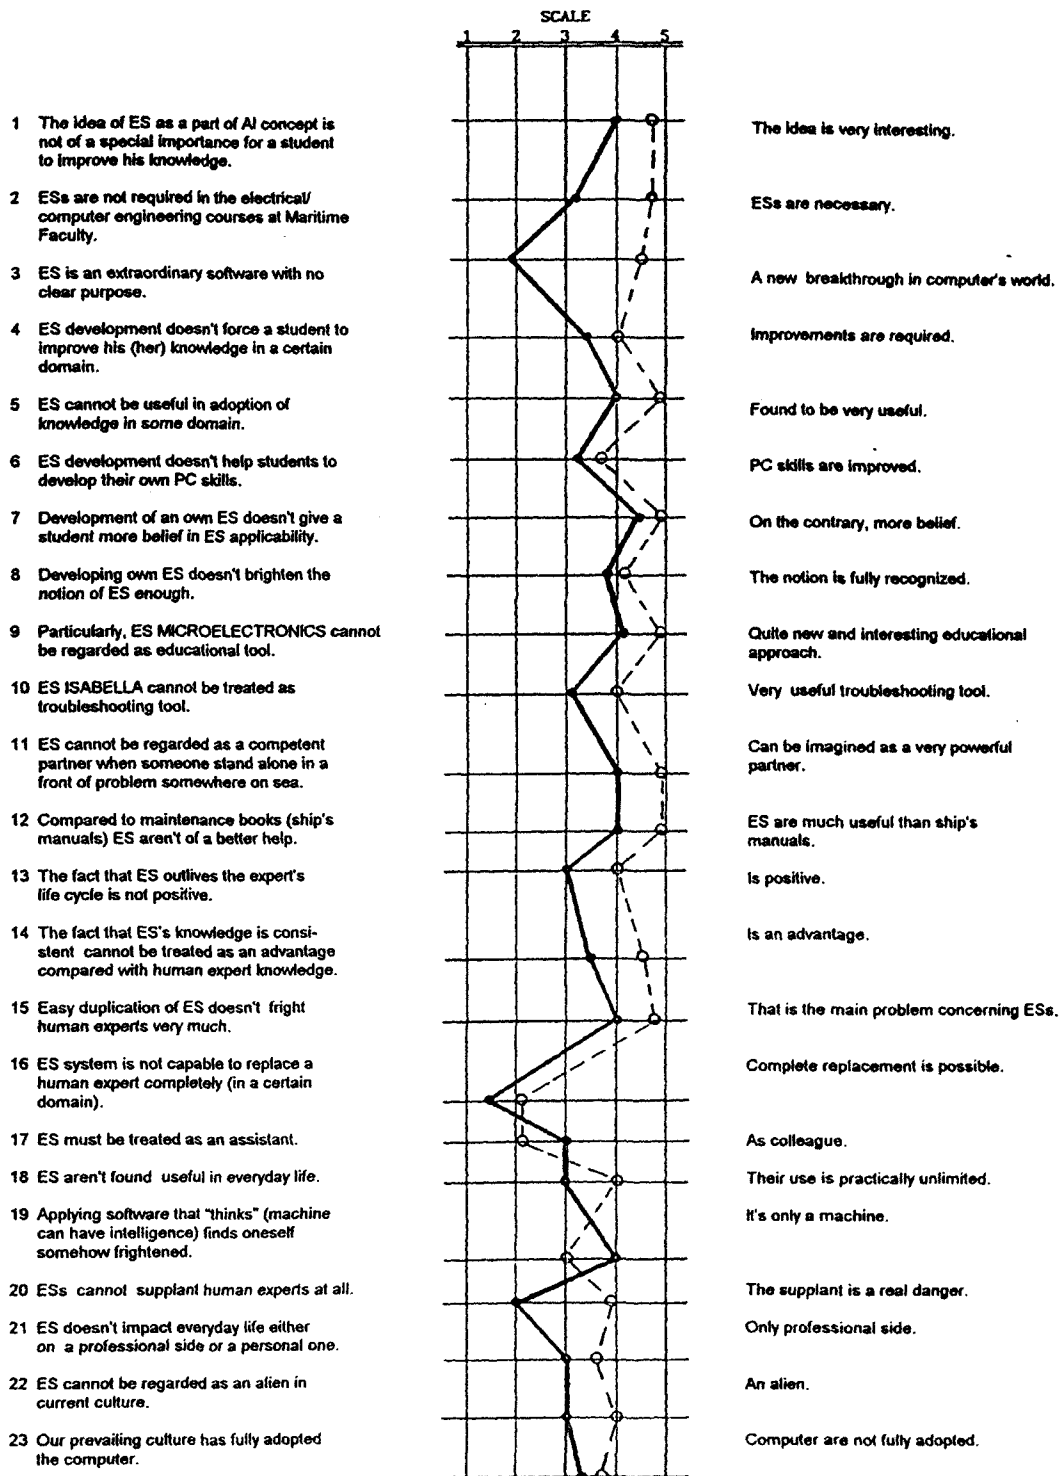 SCALE
1 2 3 4 5
1 The idea of ES as a part of AI concept is
not of a special importance for a student
to improve his knowledge.
The idea is very interesting.
2 ESs are not required in the electrical/
computer engineering courses at Maritime
Faculty.
ESs are necessary.
3 ES is an extraordinary software with no
clear purpose.
A new breakthrough in computer's world.
4 ES development doesn't force a student to
improve his (her) knowledge in a certain
domain.
Improvements are required.
5 ES cannot be useful in adoption of
knowledge in some domain.
Found to be very useful.
6 ES development doesn't help students to
develop their own PC skills.
PC skills are improved.
7 Development of an own ES doesn't give a
student more belief in ES applicability.
On the contrary, more belief.
8 Developing own ES doesn't brighten the
notion of ES enough.
The notion is fully recognized.
9 Particularly, ES MICROELECTRONICS cannot
be regarded as educational tool.
Quite new and interesting educational
approach.
10 ES ISABELLA cannot be treated as
troubleshooting tool.
Very useful troubleshooting tool.
11 ES cannot be regarded as a competent
partner when someone stand alone in a
front of problem somewhere on sea.
Can be imagined as a very powerful
partner.
12 Compared to maintenance books (ship's
manuals) ES aren't of a better help.
ES are much useful than ship's
manuals.
13 The fact that ES outlives the expert's
life cycle is not positive.
Is positive.
14 The fact that ES's knowledge is consi-
stent cannot be treated as an advantage
compared with human expert knowledge.
Is an advantage.
15 Easy duplication of ES doesn't fright
human experts very much.
That is the main problem concerning ESs.
16 ES system is not capable to replace a
human expert completely (in a certain
domain).
Complete replacement is possible.
17 ES must be treated as an assistant.
As colleague.
18 ES aren't found useful in everyday life.
Their use is practically unlimited.
19 Applying software that "thinks" (machine
can have intelligence) finds oneself
somehow frightened.
It's only a machine.
20 ESs cannot supplant human experts at all.
The supplant is a real danger.
21 ES doesn't impact everyday life either
on a professional side or a personal one.
Only professional side.
22 ES cannot be regarded as an alien in
current culture.
An alien.
23 Our prevailing culture has fully adopted
the computer.
Computer are not fully adopted.